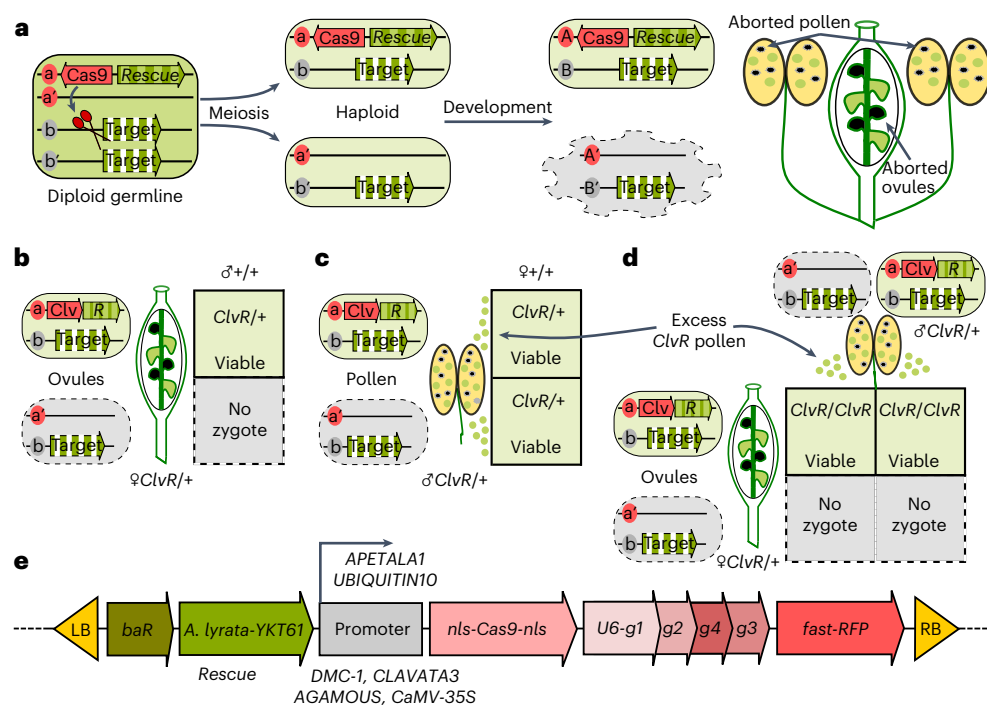 a
a Cas9 Rescue
a′
b Target
b′ Target
Diploid germline
Meiosis
a Cas9 Rescue
b Target
Haploid
a′
b′ Target
Development
A Cas9 Rescue
B Target
A′
B′ Target
Aborted pollen
Aborted
ovules
b
♂+/+
a Clv R
b Target
Ovules
a′
b Target
♀ClvR/+
ClvR/+
Viable
No
zygote
c
♀+/+
a Clv R
b Target
Pollen
a′
b Target
♂ClvR/+
ClvR/+
Viable
ClvR/+
Viable
Excess
ClvR pollen
d
a′
b Target
a Clv R
b Target
♂ClvR/+
a Clv R
b Target
Ovules
a′
b Target
♀ClvR/+
ClvR/ClvR ClvR/ClvR
Viable Viable
No No
zygote zygote
e
APETALA1
UBIQUITIN10
LB baR A. lyrata-YKT61 Promoter nls-Cas9-nls U6-g1 g2 g4 g3 fast-RFP RB
Rescue
DMC-1, CLAVATA3
AGAMOUS, CaMV-35S